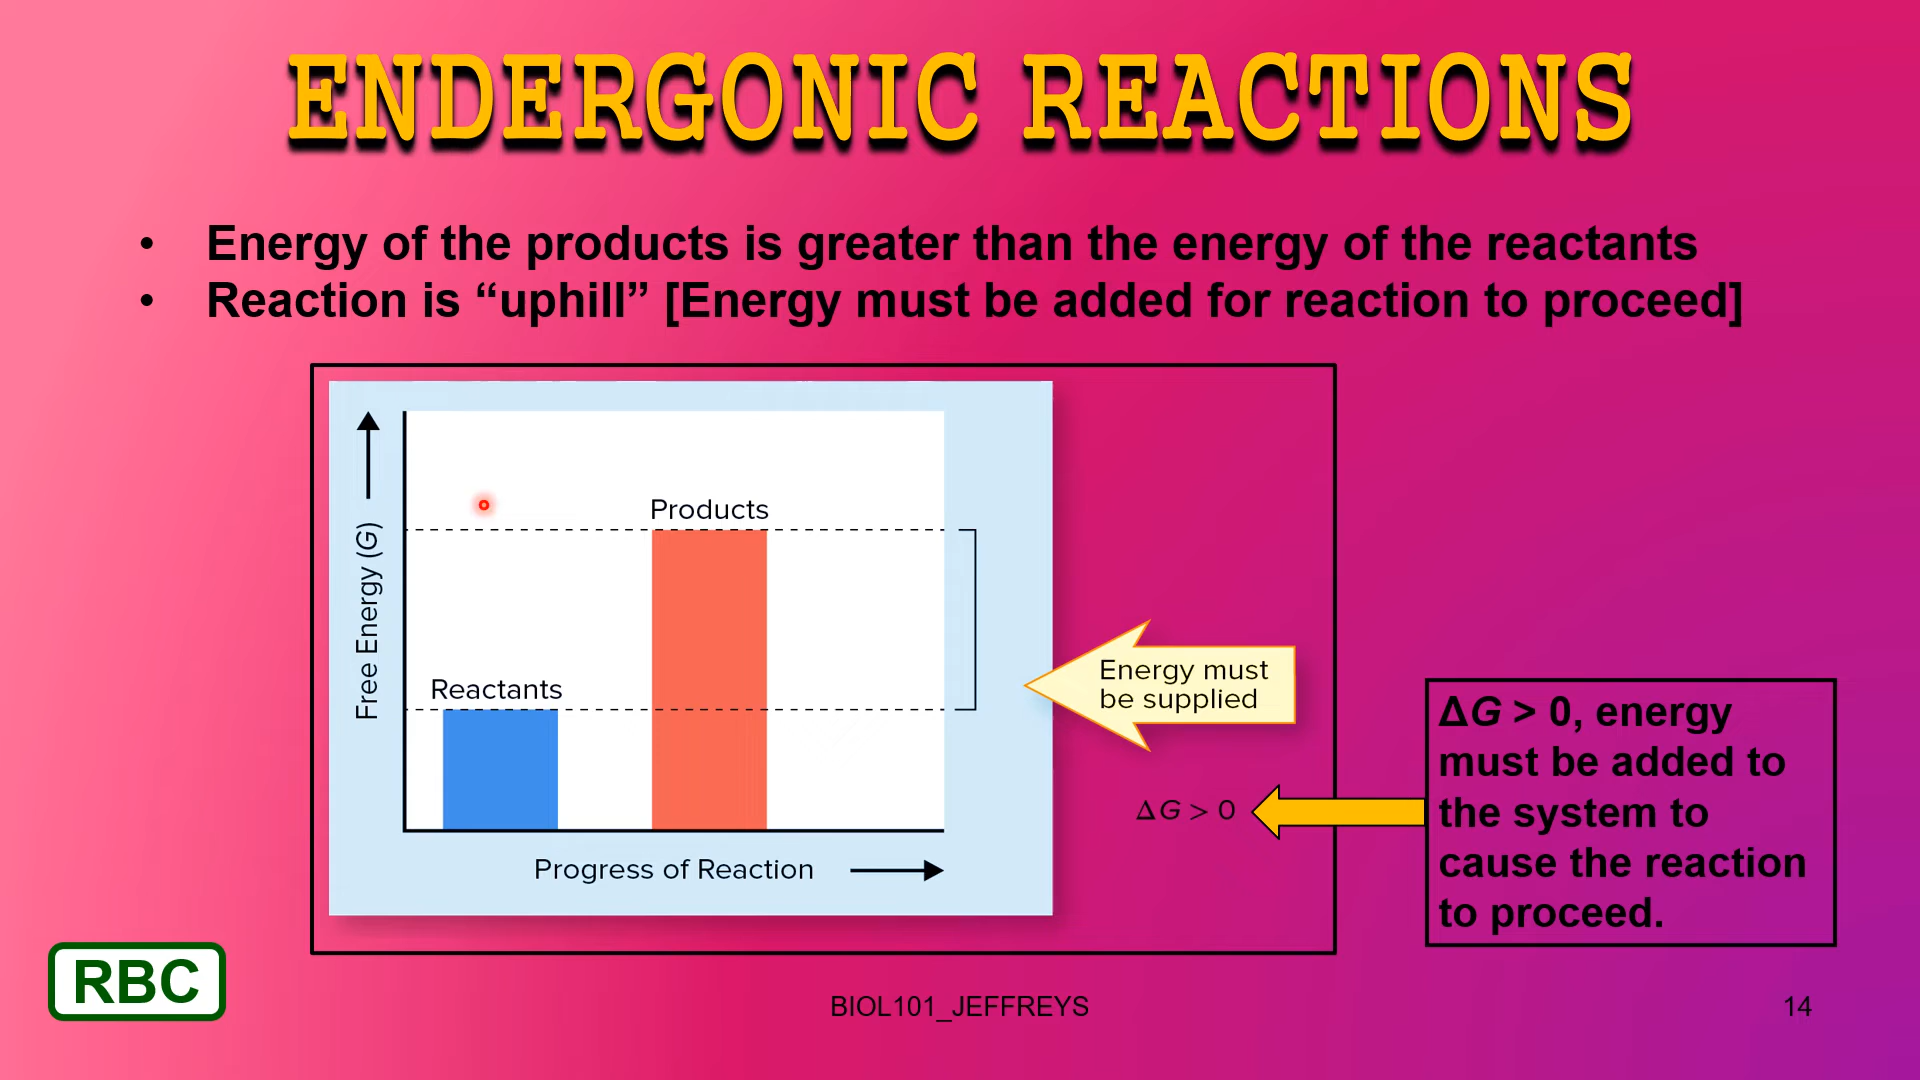 ENDERGONIC REACTIONS
• Energy of the products is greater than the energy of the reactants
• Reaction is “uphill” [Energy must be added for reaction to proceed]
Free Energy (G)
Products
Reactants
Progress of Reaction
Energy must
be supplied
ΔG > 0
ΔG > 0, energy
must be added to
the system to
cause the reaction
to proceed.
RBC
BIOL101_JEFFREYS
14